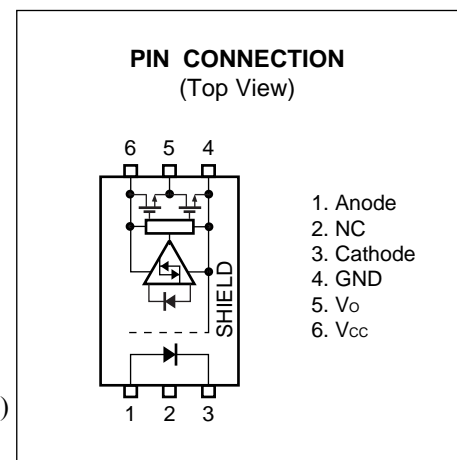 PIN CONNECTION
(Top View)
6 5 4
SHIELD
1 2 3
1. Anode
2. NC
3. Cathode
4. GND
5. Vo
6. Vcc
)